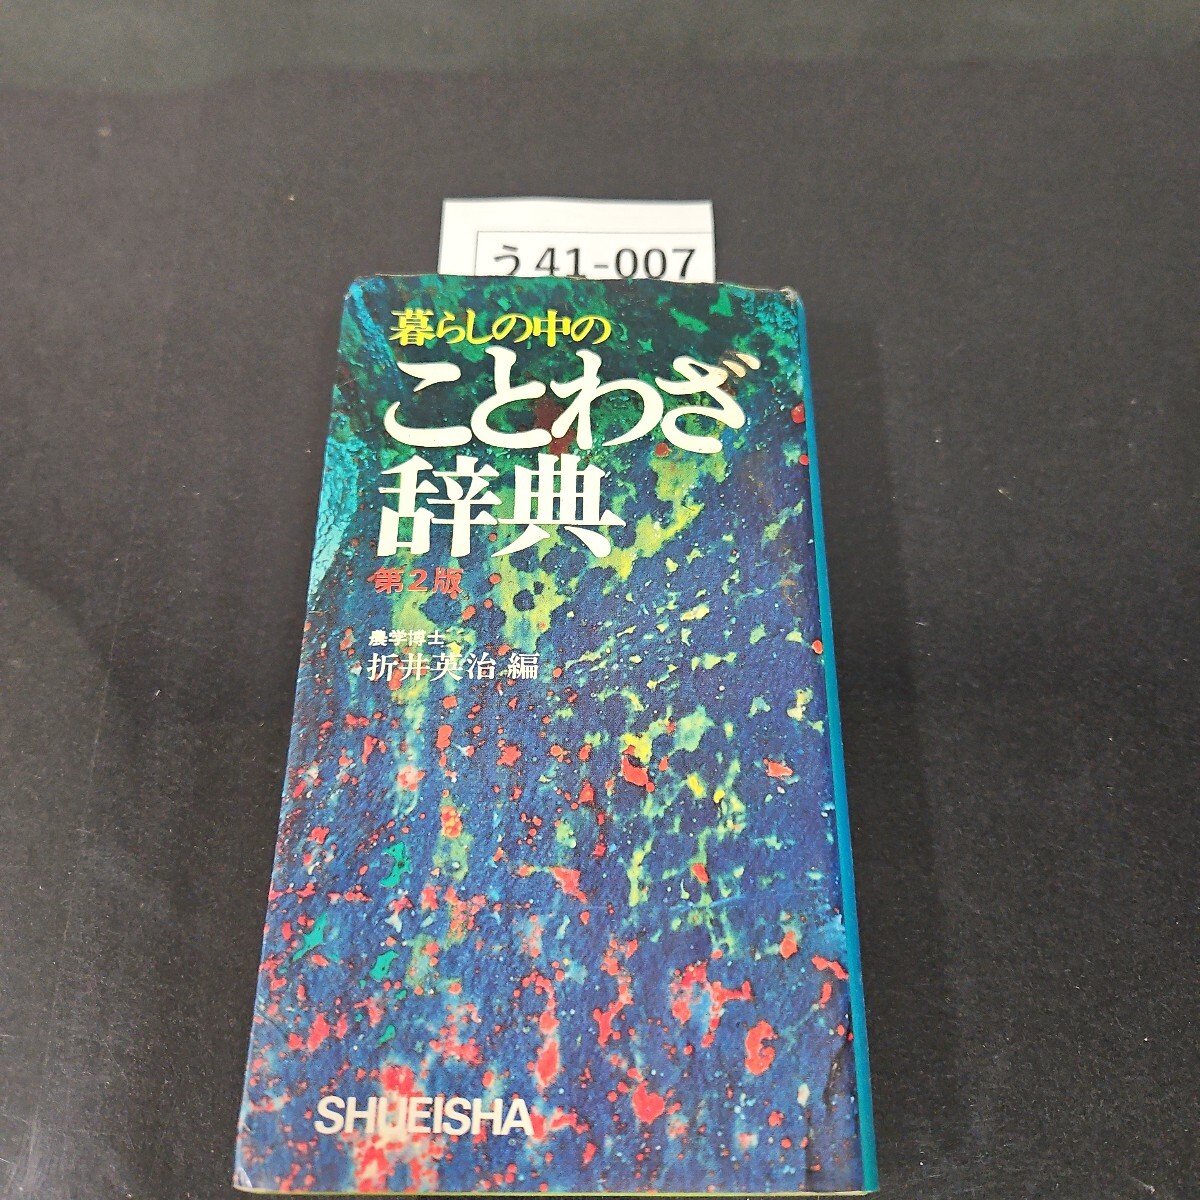 う41-007
暮らしの中の
ことわざ
辞典
第2版
農学博士
折井英治 編
SHUEISHA